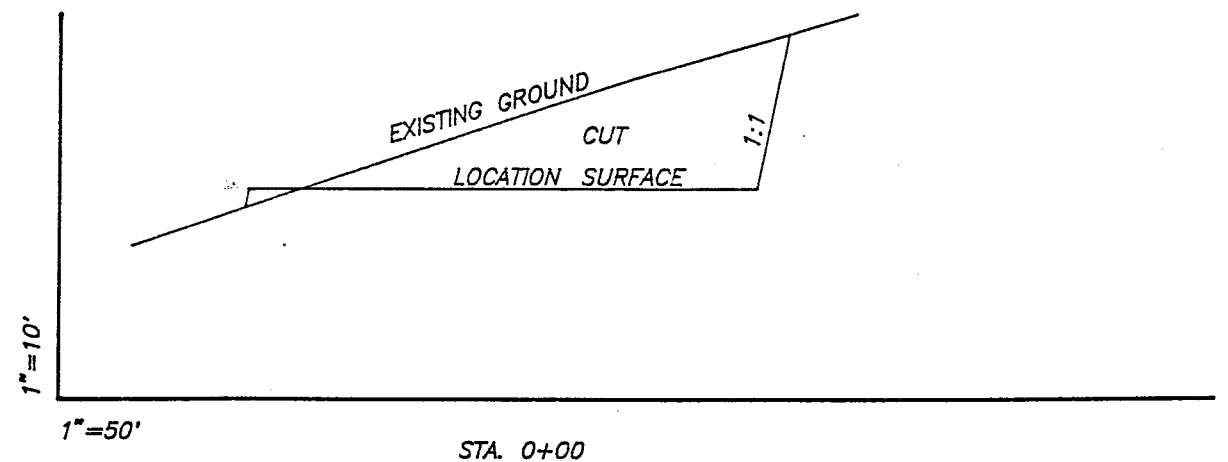 EXISTING GROUND
CUT
1:1
LOCATION SURFACE
1"=10'
1"=50'
STA. 0+00